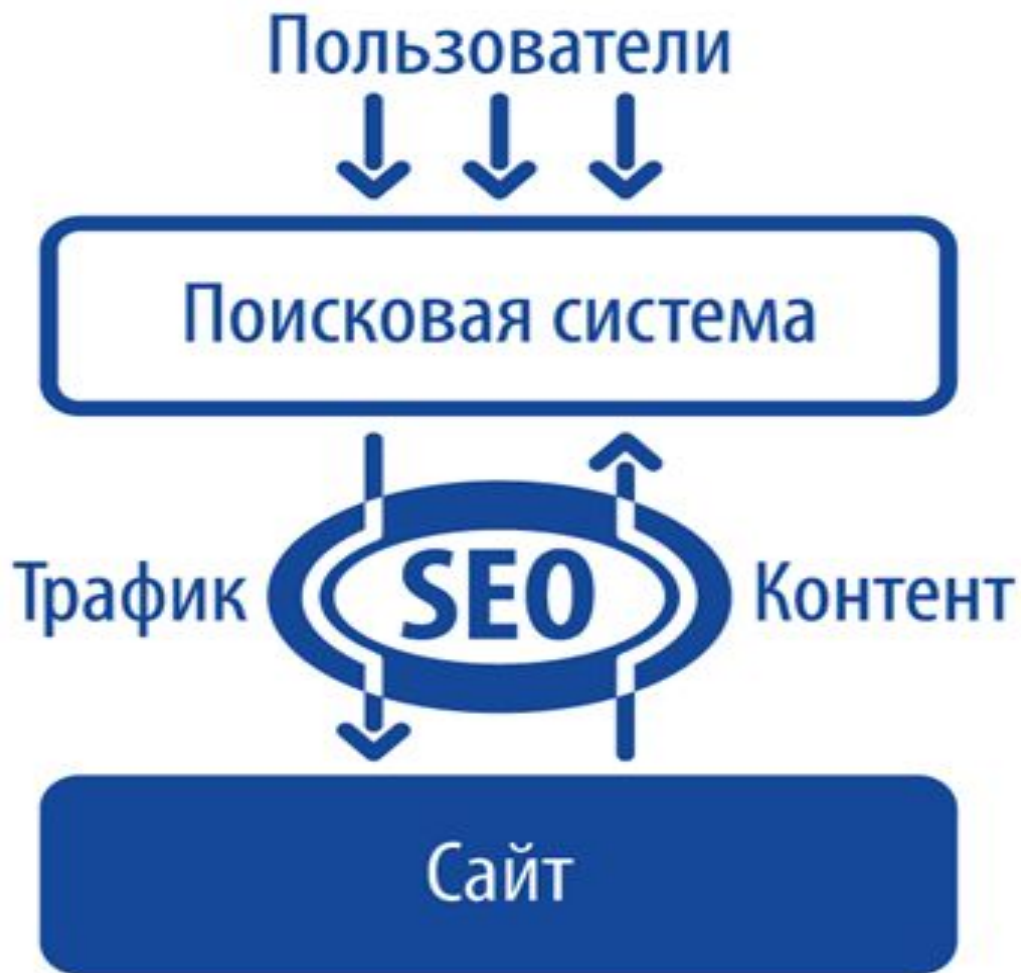 Пользователи
Поисковая система
Трафик
SEO
Контент
Сайт